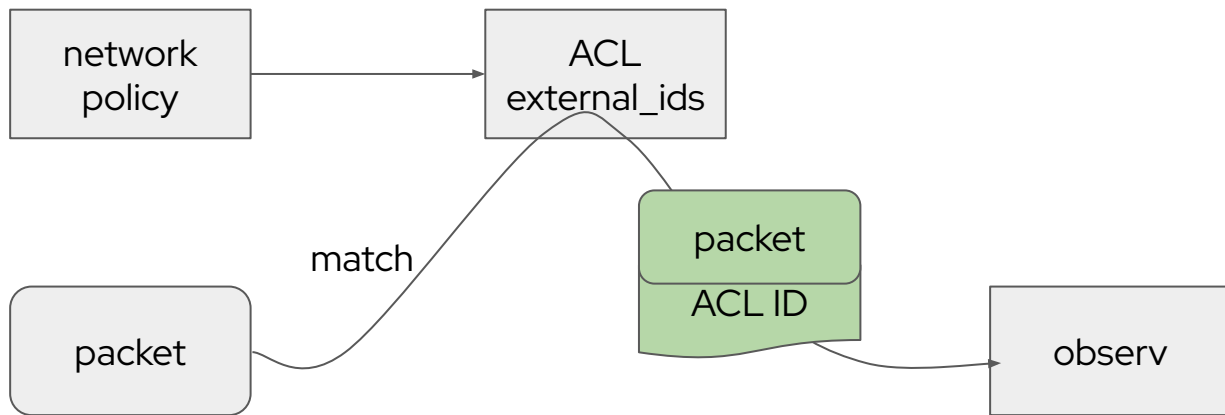 network
policy
ACL
external_ids
match
packet
packet
ACL ID
observ